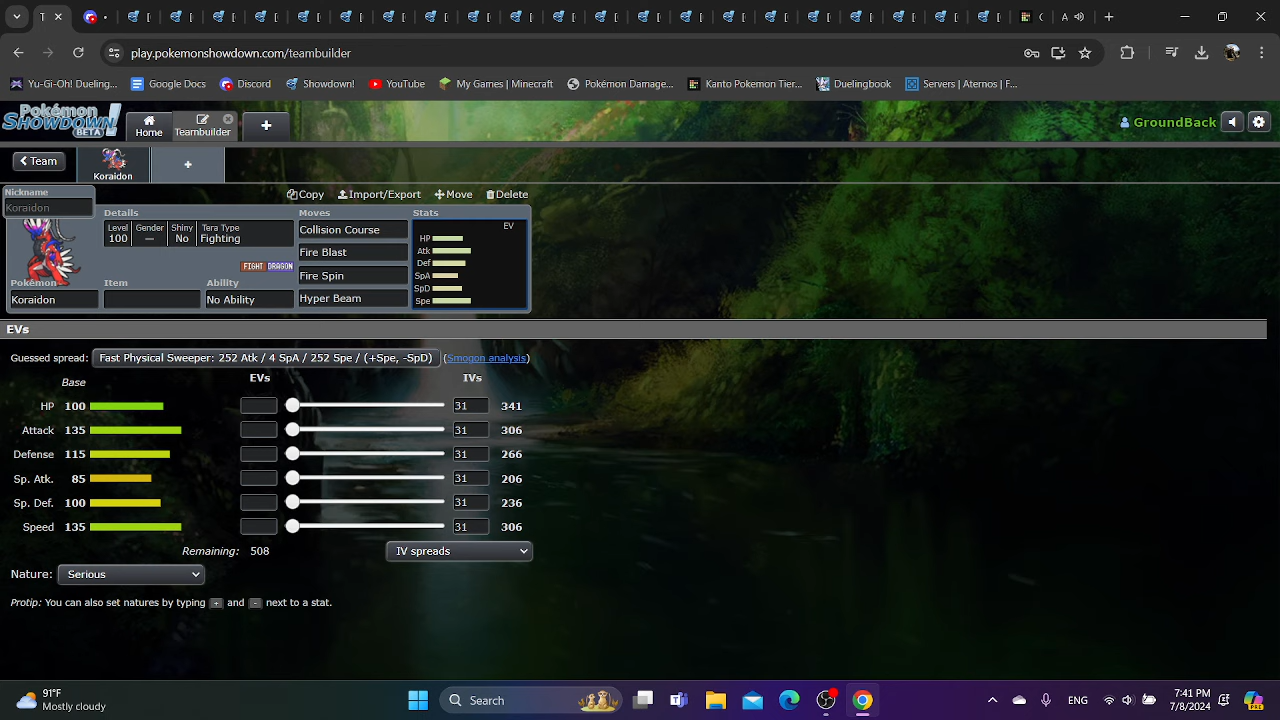 T
A
play.pokemonshowdown.com/teambuilder
Yu-Gi-Oh! Dueling... Google Docs Discord Showdown! YouTube My Games | Minecraft Pokémon Damag... Kanto Pokemon Tier... Duelingbook Servers | Aternos | F...
Pokémon
SHOWDOWN!
BETA
Home
Teambuilder
+
GroundBack
Team
Koraidon
+
Nickname
Koraidon
Copy Import/Export Move Delete
Details
Level
100
Gender
—
Shiny
No
Tera Type
Fighting
FIGHT DRAGON
Pokémon
Koraidon
Item
Ability
No Ability
Moves
Collision Course
Fire Blast
Fire Spin
Hyper Beam
Stats
EV
HP
Atk
Def
SpA
SpD
Spe
EVs
Guessed spread: Fast Physical Sweeper: 252 Atk / 4 SpA / 252 Spe / (+Spe, -SpD) (Smogon analysis)
Base EVs IVs
HP 100 31 341
Attack 135 31 306
Defense 115 31 266
Sp. Atk. 85 31 206
Sp. Def. 100 31 236
Speed 135 31 306
Remaining: 508 IV spreads
Nature: Serious
Protip: You can also set natures by typing + and - next to a stat.
91°F
Mostly cloudy
Search
ENG
7:41 PM
7/8/2024
PRE